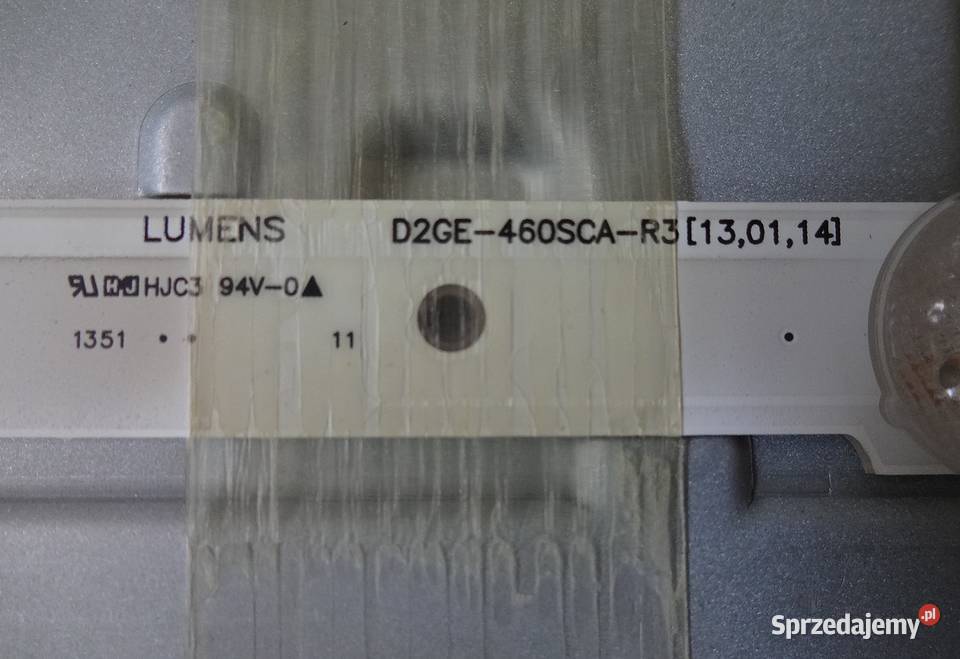 LUMENS D2GE-460SCA-R3[13,01,14]
HJC3 94V-0▲
1351 11
Sprzedajemy.pl